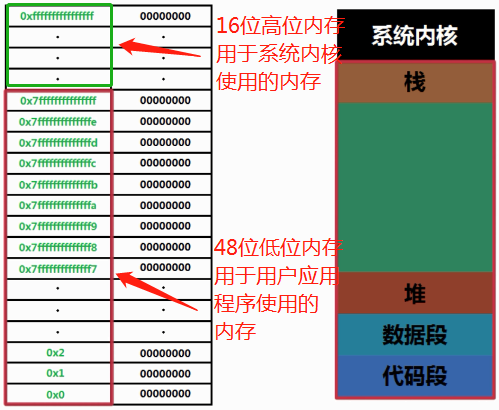 0xffffffffffffffff 00000000
. .
. .
. .
0x7fffffffffffffff 00000000
0x7ffffffffffffffe 00000000
0x7ffffffffffffffd 00000000
0x7ffffffffffffffc 00000000
0x7ffffffffffffffb 00000000
0x7ffffffffffffffa 00000000
0x7ffffffffffffff9 00000000
0x7ffffffffffffff8 00000000
0x7ffffffffffffff7 00000000
. .
. .
. .
0x2 00000000
0x1 00000000
0x0 00000000
16位高位内存
用于系统内核
使用的内存
48位低位内存
用于用户应用
程序使用的
内存
系统内核
栈
堆
数据段
代码段